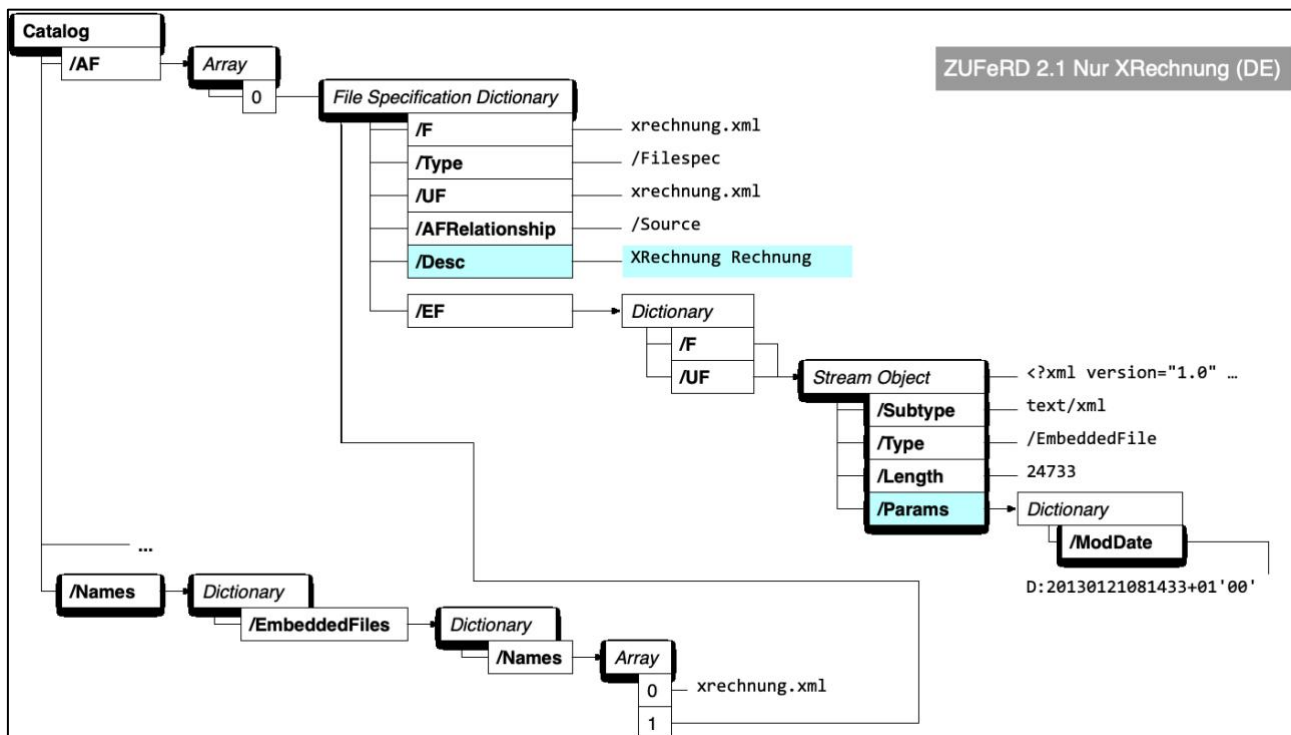 Catalog
/AF
Array
0
ZUFeRD 2.1 Nur XRechnung (DE)
File Specification Dictionary
/F xrechnung.xml
/Type /Filespec
/UF xrechnung.xml
/AFRelationship /Source
/Desc XRechnung Rechnung
/EF Dictionary
/F
/UF
Stream Object <?xml version="1.0" …
/Subtype text/xml
/Type /EmbeddedFile
/Length 24733
/Params Dictionary
/ModDate
D:20130121081433+01'00'
...
/Names Dictionary
/EmbeddedFiles Dictionary
/Names Array
0 xrechnung.xml
1